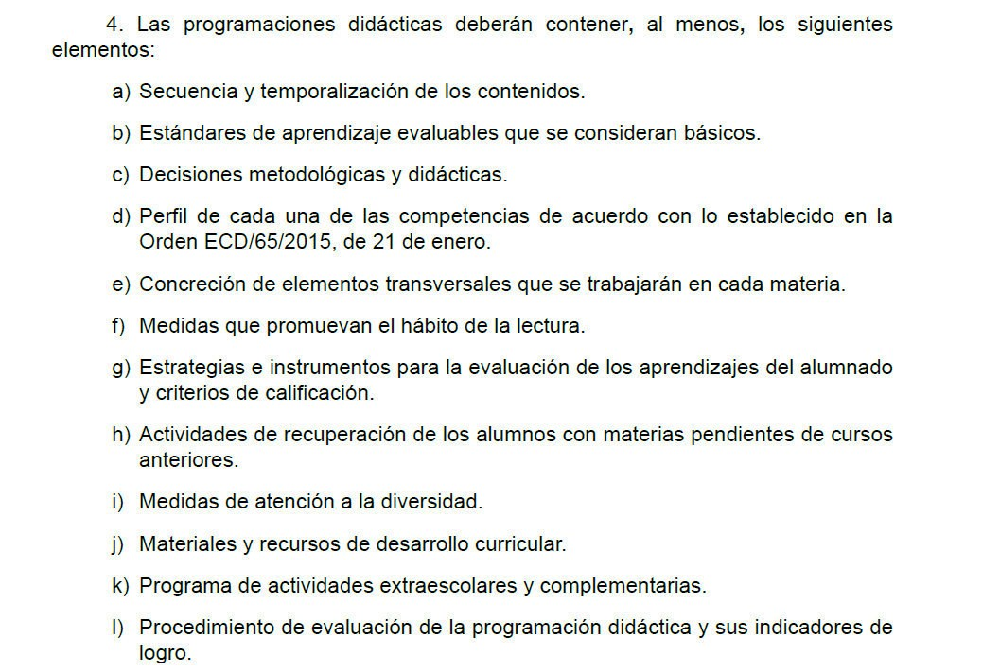 4. Las programaciones didácticas deberán contener, al menos, los siguientes
elementos:
a) Secuencia y temporalización de los contenidos.
b) Estándares de aprendizaje evaluables que se consideran básicos.
c) Decisiones metodológicas y didácticas.
d) Perfil de cada una de las competencias de acuerdo con lo establecido en la
Orden ECD/65/2015, de 21 de enero.
e) Concreción de elementos transversales que se trabajarán en cada materia.
f) Medidas que promuevan el hábito de la lectura.
g) Estrategias e instrumentos para la evaluación de los aprendizajes del alumnado
y criterios de calificación.
h) Actividades de recuperación de los alumnos con materias pendientes de cursos
anteriores.
i) Medidas de atención a la diversidad.
j) Materiales y recursos de desarrollo curricular.
k) Programa de actividades extraescolares y complementarias.
l) Procedimiento de evaluación de la programación didáctica y sus indicadores de
logro.